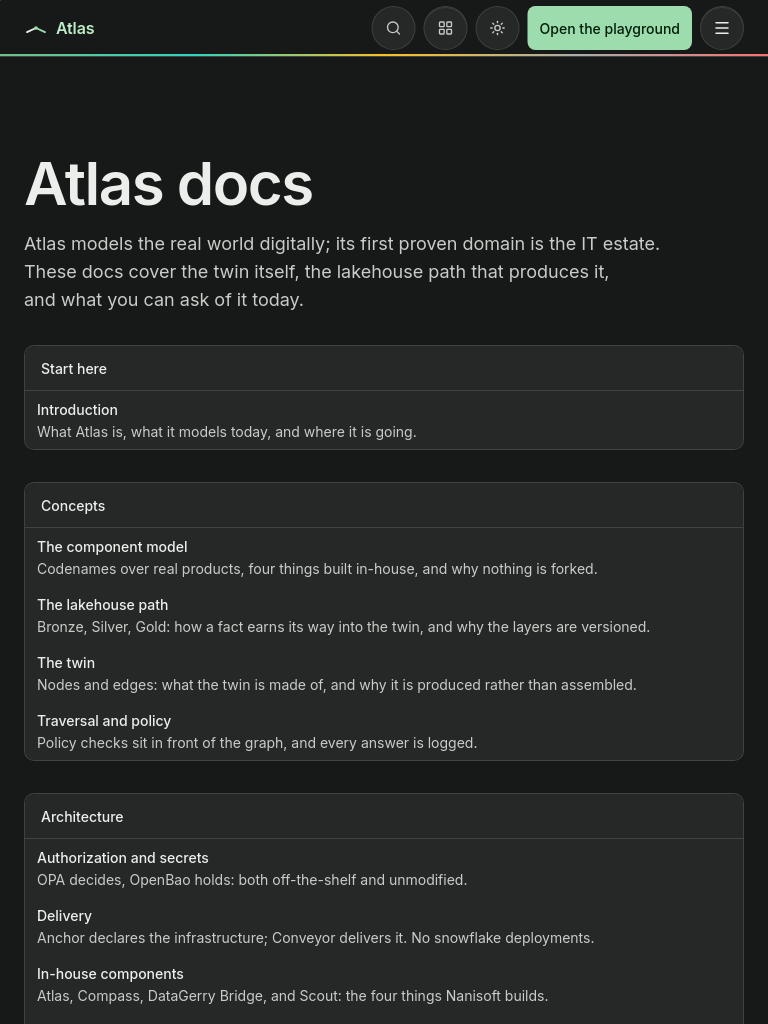 Atlas
Open the playground
Atlas docs
Atlas models the real world digitally; its first proven domain is the IT estate.
These docs cover the twin itself, the lakehouse path that produces it,
and what you can ask of it today.
Start here
Introduction
What Atlas is, what it models today, and where it is going.
Concepts
The component model
Codenames over real products, four things built in-house, and why nothing is forked.
The lakehouse path
Bronze, Silver, Gold: how a fact earns its way into the twin, and why the layers are versioned.
The twin
Nodes and edges: what the twin is made of, and why it is produced rather than assembled.
Traversal and policy
Policy checks sit in front of the graph, and every answer is logged.
Architecture
Authorization and secrets
OPA decides, OpenBao holds: both off-the-shelf and unmodified.
Delivery
Anchor declares the infrastructure; Conveyor delivers it. No snowflake deployments.
In-house components
Atlas, Compass, DataGerry Bridge, and Scout: the four things Nanisoft builds.